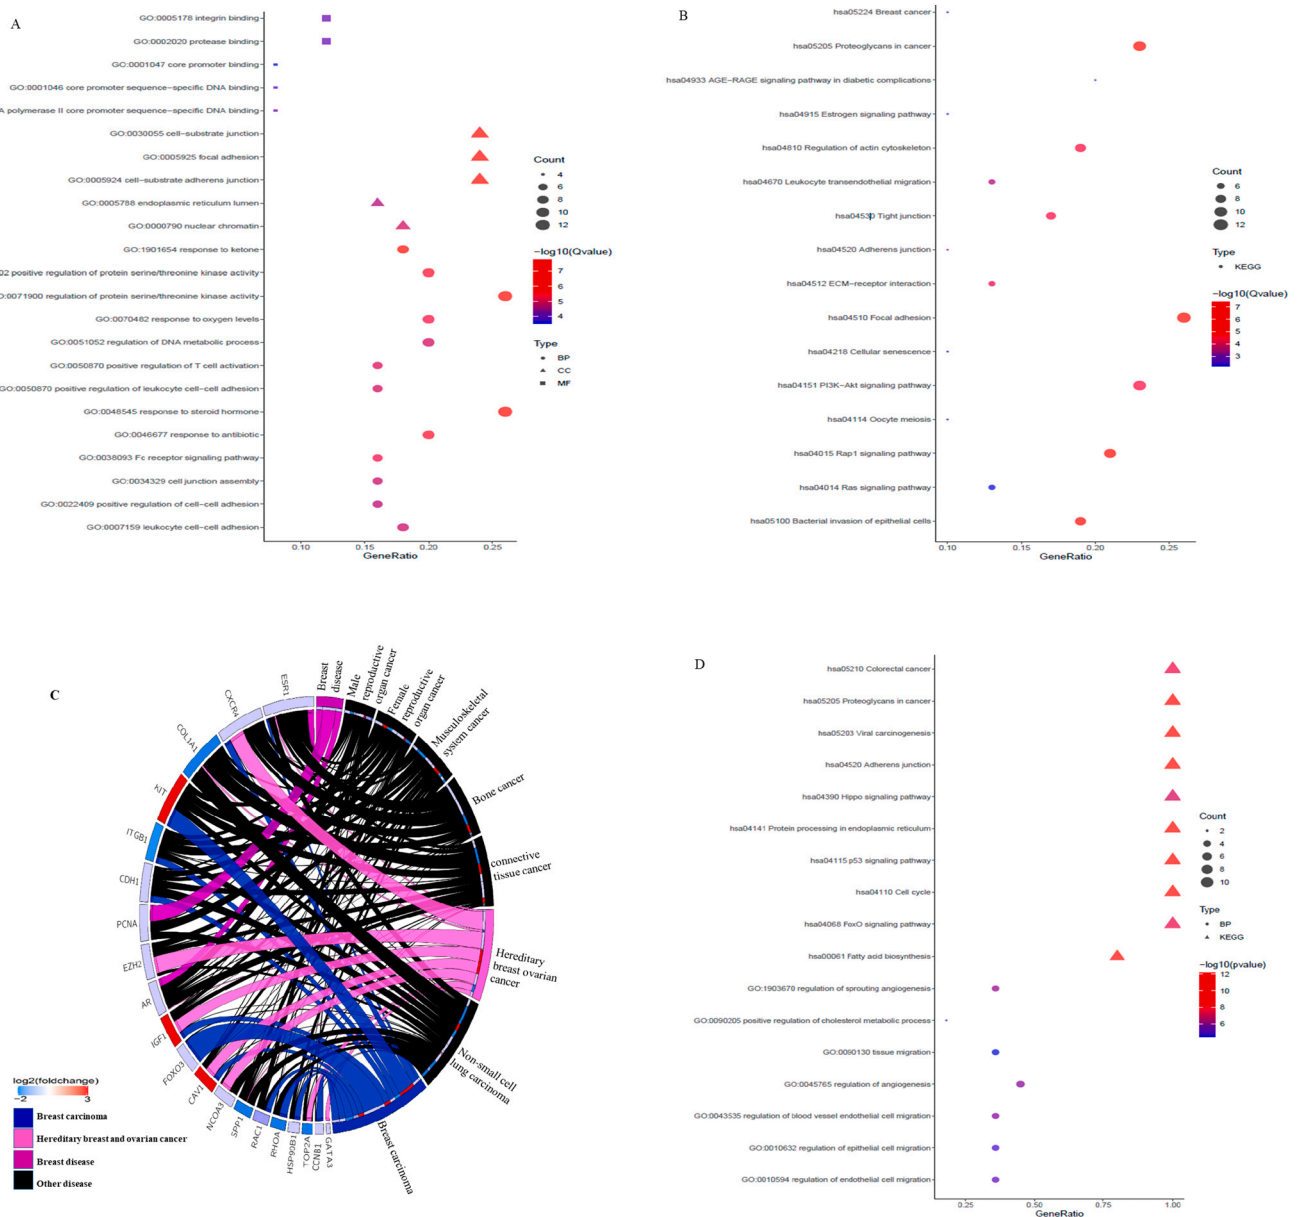 A
GO:0005178 integrin binding
GO:0002020 protease binding
GO:0001047 core promoter binding
GO:0001046 core promoter sequence−specific DNA binding
A polymerase II core promoter sequence−specific DNA binding
GO:0030055 cell−substrate junction
GO:0005925 focal adhesion
GO:0005924 cell−substrate adherens junction
GO:0005788 endoplasmic reticulum lumen
GO:0000790 nuclear chromatin
GO:1901654 response to ketone
02 positive regulation of protein serine/threonine kinase activity
O:0071900 regulation of protein serine/threonine kinase activity
GO:0070482 response to oxygen levels
GO:0051052 regulation of DNA metabolic process
GO:0050870 positive regulation of T cell activation
GO:0050870 positive regulation of leukocyte cell−cell adhesion
GO:0048545 response to steroid hormone
GO:0046677 response to antibiotic
GO:0038093 Fc receptor signaling pathway
GO:0034329 cell junction assembly
GO:0022409 positive regulation of cell−cell adhesion
GO:0007159 leukocyte cell−cell adhesion
0.10 0.15 0.20 0.25
GeneRatio
Count
4
6
8
10
12
−log10(Qvalue)
7
6
5
4
Type
BP
CC
MF
B
hsa05224 Breast cancer
hsa05205 Proteoglycans in cancer
hsa04933 AGE−RAGE signaling pathway in diabetic complications
hsa04915 Estrogen signaling pathway
hsa04810 Regulation of actin cytoskeleton
hsa04670 Leukocyte transendothelial migration
hsa04530 Tight junction
hsa04520 Adherens junction
hsa04512 ECM−receptor interaction
hsa04510 Focal adhesion
hsa04218 Cellular senescence
hsa04151 PI3K−Akt signaling pathway
hsa04114 Oocyte meiosis
hsa04015 Rap1 signaling pathway
hsa04014 Ras signaling pathway
hsa05100 Bacterial invasion of epithelial cells
0.10 0.15 0.20 0.25
GeneRatio
Count
6
8
10
12
Type
KEGG
−log10(Qvalue)
7
6
5
4
3
C
Breast
disease
Male
reproductive
organ cancer
Female
reproductive
organ cancer
Musculoskeletal
system cancer
Bone cancer
connective
tissue cancer
Hereditary
breast ovarian
cancer
Non-small cell
lung carcinoma
Breast carcinoma
ESR1
CXCR4
COL1A1
KIT
ITGB1
CDH1
PCNA
EZH2
AR
IGF1
FOXO3
CAV1
NCOA3
SPP1
RAC1
RHOA
HSP90B1
TOP2A
CCNB1
GATA3
log2(foldchange)
−2 3
Breast carcinoma
Hereditary breast and ovarian cancer
Breast disease
Other disease
D
hsa05210 Colorectal cancer
hsa05205 Proteoglycans in cancer
hsa05203 Viral carcinogenesis
hsa04520 Adherens junction
hsa04390 Hippo signaling pathway
hsa04141 Protein processing in endoplasmic reticulum
hsa04115 p53 signaling pathway
hsa04110 Cell cycle
hsa04068 FoxO signaling pathway
hsa00061 Fatty acid biosynthesis
GO:1903670 regulation of sprouting angiogenesis
GO:0090205 positive regulation of cholesterol metabolic process
GO:0090130 tissue migration
GO:0045765 regulation of angiogenesis
GO:0043535 regulation of blood vessel endothelial cell migration
GO:0010632 regulation of epithelial cell migration
GO:0010594 regulation of endothelial cell migration
0.25 0.50 0.75 1.00
GeneRatio
Count
2
4
6
8
10
Type
BP
KEGG
−log10(pvalue)
12
10
8
6